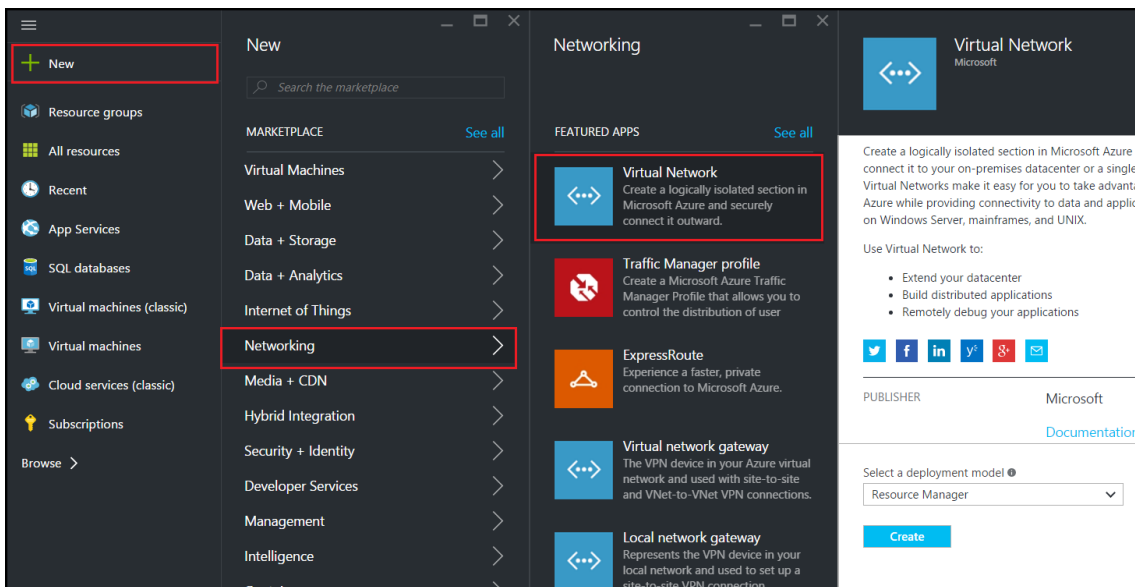 New
Resource groups
All resources
Recent
App Services
SQL
SQL databases
Virtual machines (classic)
Virtual machines
Cloud services (classic)
Subscriptions
Browse
New
Search the marketplace
MARKETPLACE See all
Virtual Machines
Web + Mobile
Data + Storage
Data + Analytics
Internet of Things
Networking
Media + CDN
Hybrid Integration
Security + Identity
Developer Services
Management
Intelligence
Networking
FEATURED APPS See all
Virtual Network
Create a logically isolated section in
Microsoft Azure and securely
connect it outward.
Traffic Manager profile
Create a Microsoft Azure Traffic
Manager Profile that allows you to
control the distribution of user
ExpressRoute
Experience a faster, private
connection to Microsoft Azure.
Virtual network gateway
The VPN device in your Azure virtual
network and used with site-to-site
and VNet-to-VNet VPN connections.
Local network gateway
Represents the VPN device in your
local network and used to set up a
site-to-site VPN connection
Virtual Network
Microsoft
Create a logically isolated section in Microsoft Azure
connect it to your on-premises datacenter or a single
Virtual Networks make it easy for you to take advanta
Azure while providing connectivity to data and applic
on Windows Server, mainframes, and UNIX.
Use Virtual Network to:
• Extend your datacenter
• Build distributed applications
• Remotely debug your applications
PUBLISHER Microsoft
Documentation
Select a deployment model
Resource Manager
Create